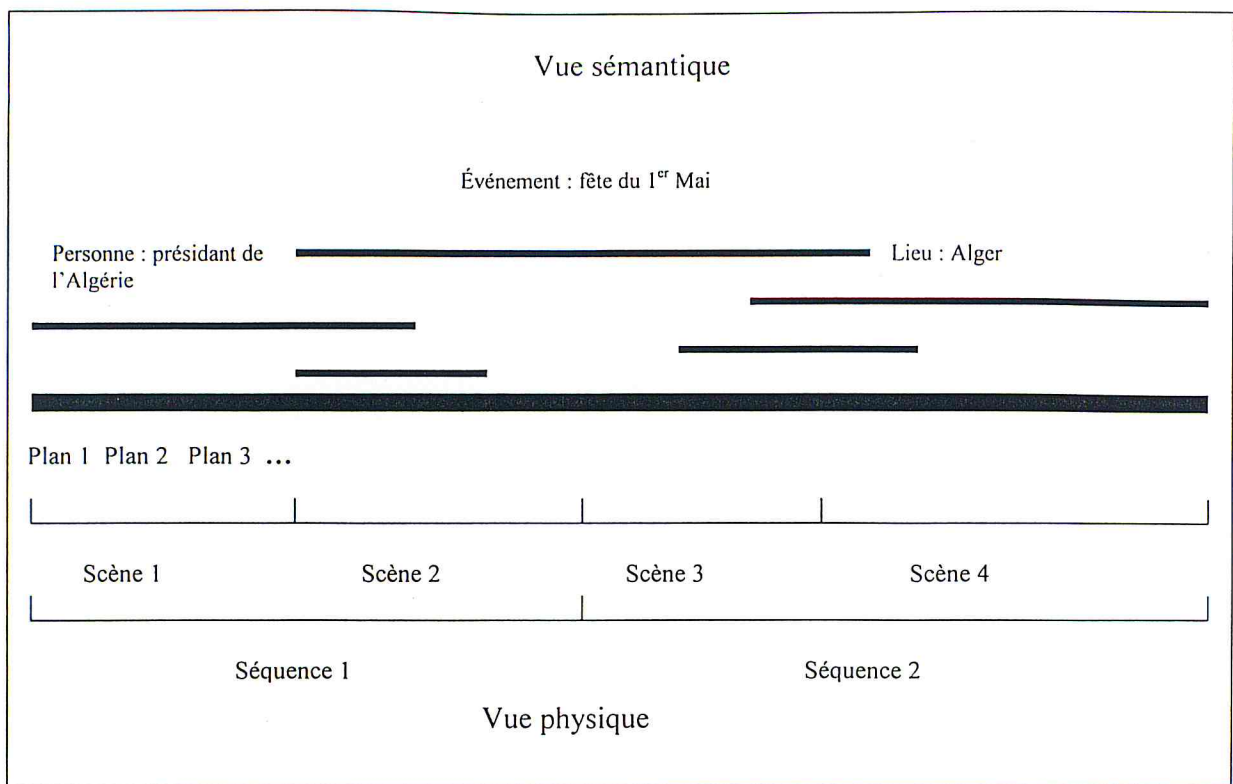 Vue sémantique
Événement : fête du 1er Mai
Personne : présidant de
l'Algérie
Lieu : Alger
Plan 1 Plan 2 Plan 3 ...
Scène 1 Scène 2 Scène 3 Scène 4
Séquence 1 Séquence 2
Vue physique